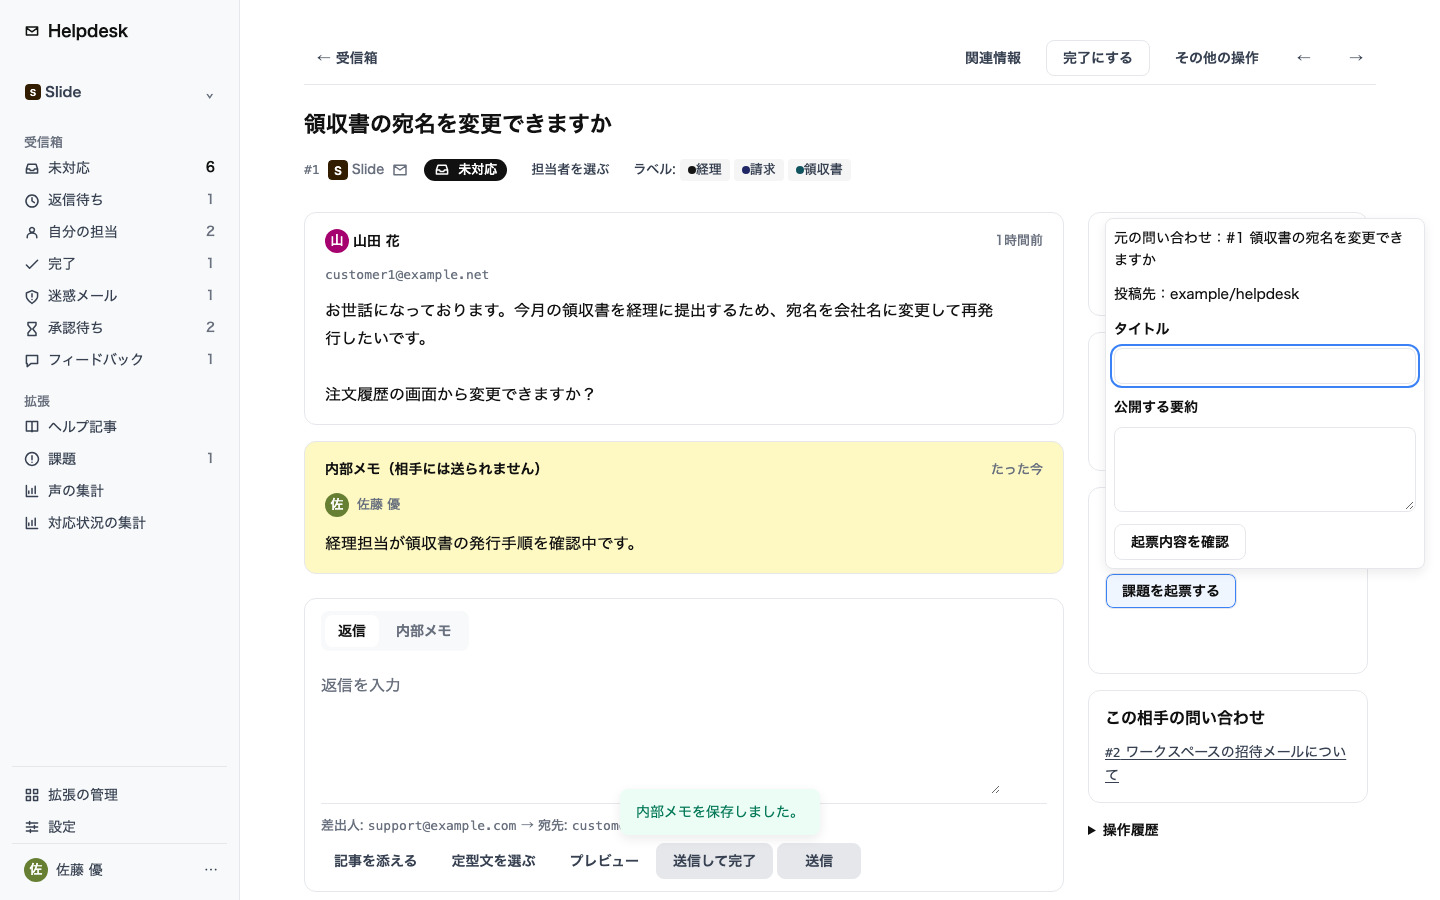 Helpdesk
S Slide
受信箱
未対応 6
返信待ち 1
自分の担当 2
完了 1
迷惑メール 1
承認待ち 2
フィードバック 1
拡張
ヘルプ記事
課題 1
声の集計
対応状況の集計
拡張の管理
設定
佐 佐藤 優 …
← 受信箱
関連情報 完了にする その他の操作 ← →
領収書の宛名を変更できますか
#1 S Slide 未対応 担当者を選ぶ ラベル: ●経理 ●請求 ●領収書
山 山田 花 1時間前
customer1@example.net
お世話になっております。今月の領収書を経理に提出するため、宛名を会社名に変更して再発
行したいです。
注文履歴の画面から変更できますか？
内部メモ（相手には送られません） たった今
佐 佐藤 優
経理担当が領収書の発行手順を確認中です。
返信 内部メモ
返信を入力
内部メモを保存しました。
差出人: support@example.com → 宛先:
記事を添える 定型文を選ぶ プレビュー 送信して完了 送信
元の問い合わせ：#1 領収書の宛名を変更でき
ますか
投稿先：example/helpdesk
タイトル
公開する要約
起票内容を確認
課題を起票する
この相手の問い合わせ
#2 ワークスペースの招待メールについ
て
▶ 操作履歴